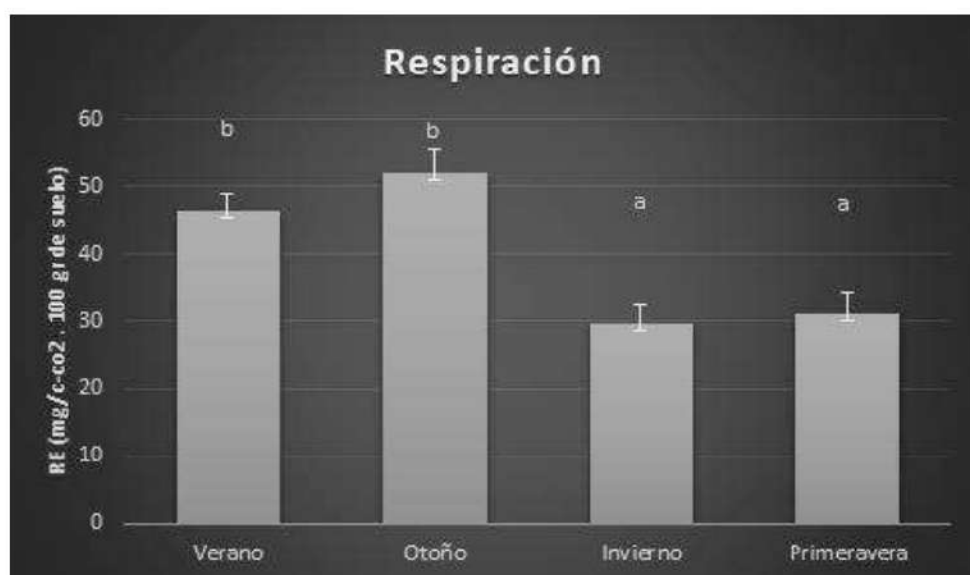 Respiración
RE (mg/c-co2 . 100 gr de suelo)
60
50
40
30
20
10
0
b
b
a
a
Verano
Otoño
Invierno
Primeravera